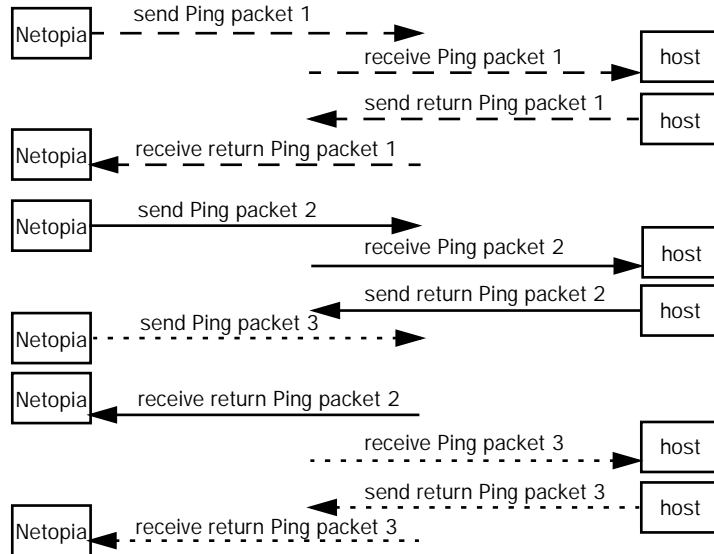 send Ping packet 1
Netopia
receive Ping packet 1
host
send return Ping packet 1
host
Netopia
receive return Ping packet 1
Netopia
send Ping packet 2
receive Ping packet 2
host
send return Ping packet 2
host
Netopia
send Ping packet 3
Netopia
receive return Ping packet 2
receive Ping packet 3
host
send return Ping packet 3
host
Netopia
receive return Ping packet 3